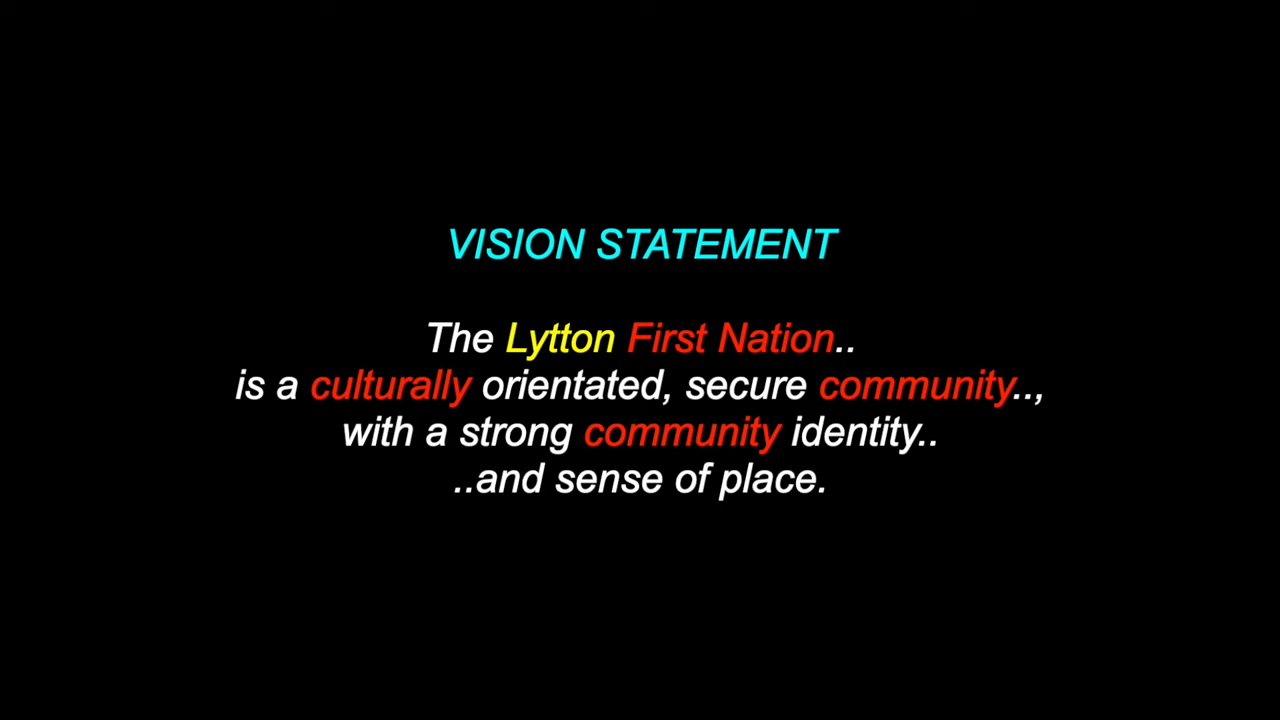 VISION STATEMENT
The Lytton First Nation..
is a culturally orientated, secure community..,
with a strong community identity..
..and sense of place.